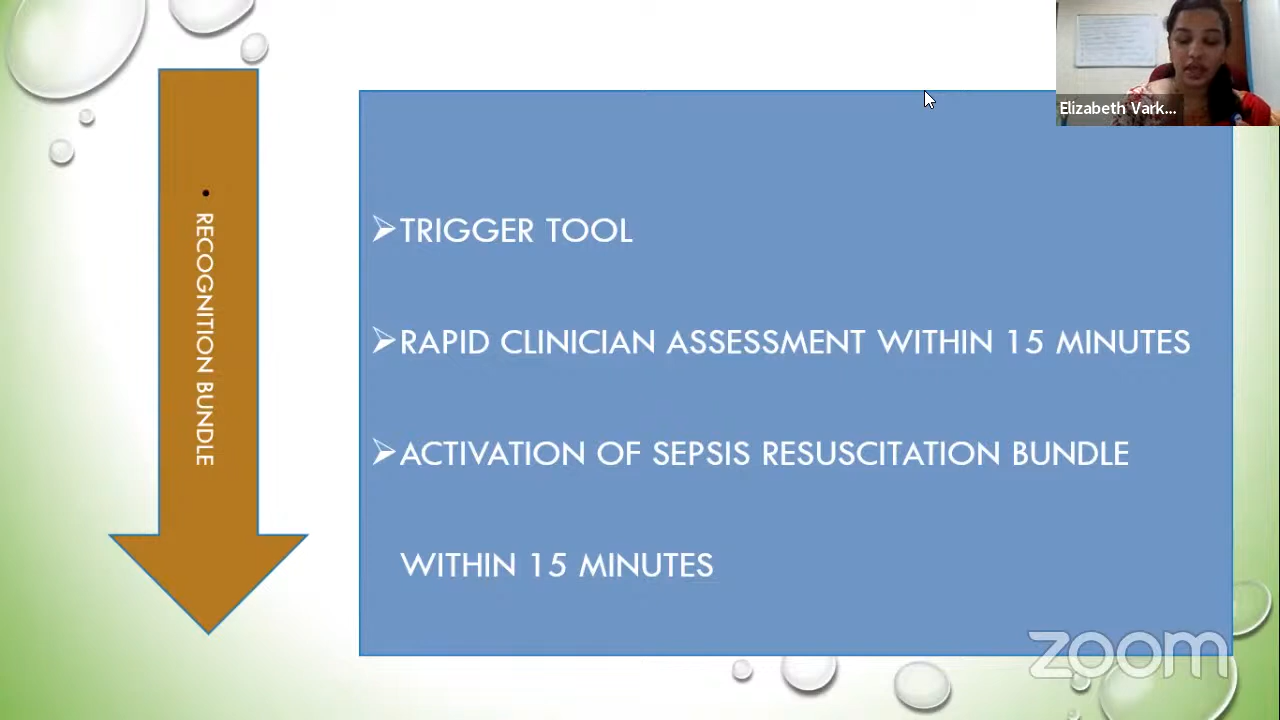 Elizabeth Vark...
• RECOGNITION BUNDLE
➢TRIGGER TOOL
➢RAPID CLINICIAN ASSESSMENT WITHIN 15 MINUTES
➢ACTIVATION OF SEPSIS RESUSCITATION BUNDLE
WITHIN 15 MINUTES
zoom